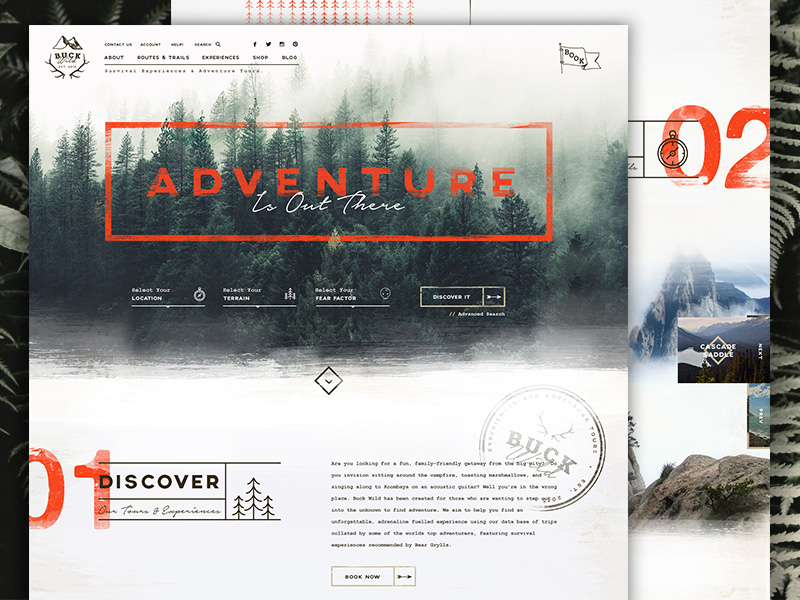 CONTACT US ACCOUNT HELP! SEARCH
ABOUT ROUTES & TRAILS EXPERIENCES SHOP BLOG
Survival Experiences & Adventure Tours.
BUCK
Wild
BOOK
ADVENTURE
Is Out There
Select Your
LOCATION
Select Your
TERRAIN
Select Your
FEAR FACTOR
DISCOVER IT
// Advanced Search
02
CASCADE
SADDLE
NEXT
PREV
01
DISCOVER
Our Tours & Experiences
Are you looking for a fun, family-friendly getaway from the big pity? Do
you invision sitting around the campfire, toasting marshmallows, and
singing along to Koombaya on an acoustic guitar? Well you're in the wrong
place. Buck Wild has been created for those who are wanting to step out
into the unknown to find adventure. We aim to help you find an
unforgettable, adrenaline fuelled experience using our data base of trips
collated by some of the worlds top adventurers, featuring survival
experiences recommended by Bear Grylls.
EXPERIENCES AND ADVENTURE TOURS
BUCK
Wild
BOOK NOW